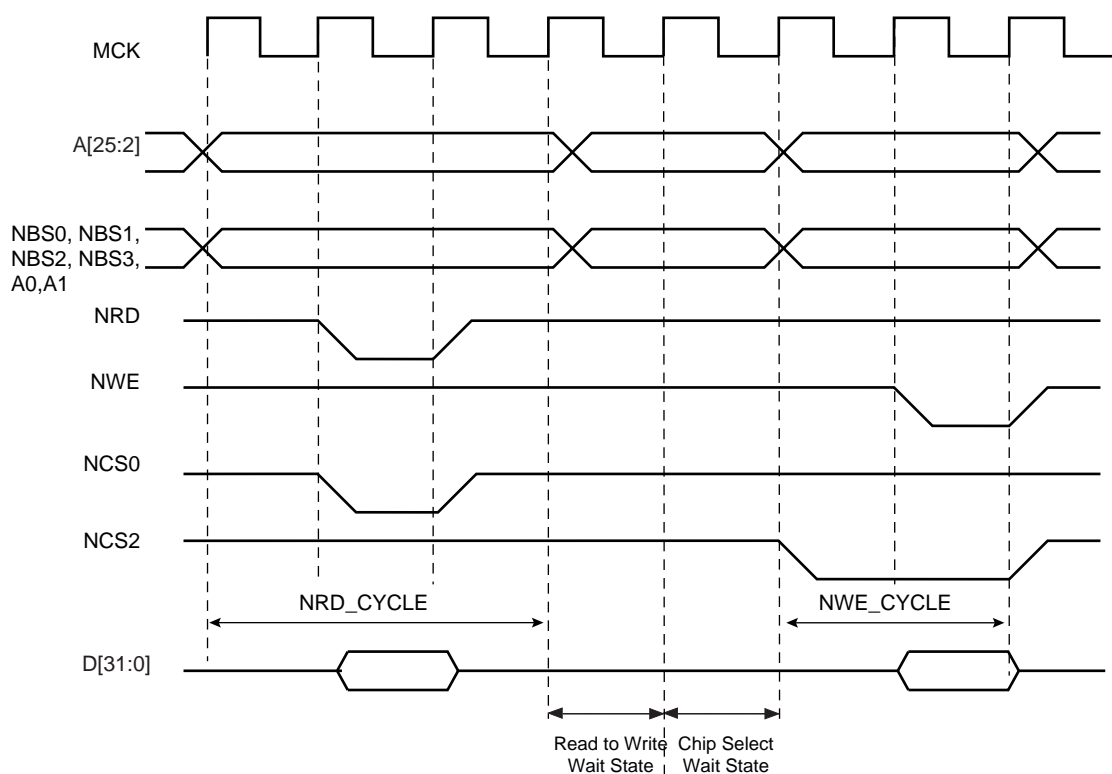 MCK
A[25:2]
NBS0, NBS1,
NBS2, NBS3,
A0,A1
NRD
NWE
NCS0
NCS2
NRD_CYCLE
NWE_CYCLE
D[31:0]
Read to Write
Wait State
Chip Select
Wait State